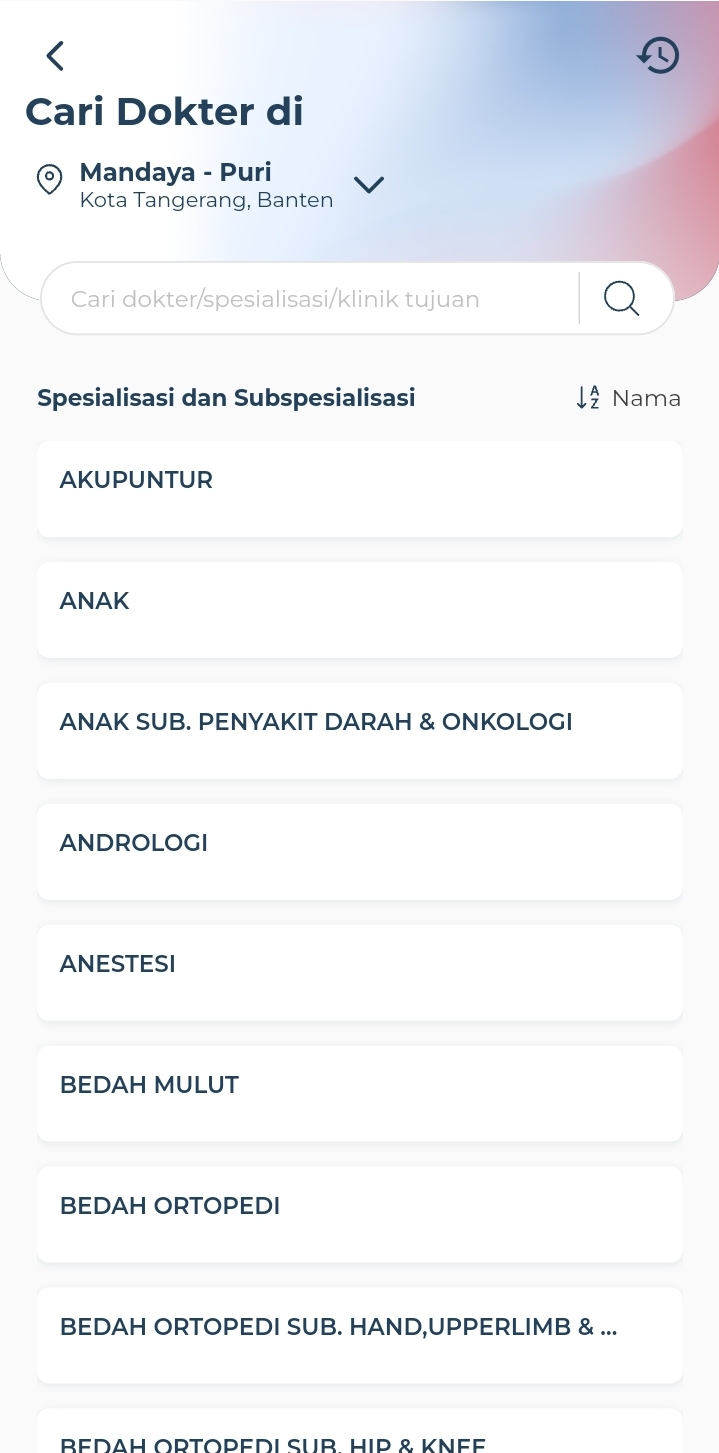 Cari Dokter di
Mandaya - Puri
Kota Tangerang, Banten
Cari dokter/spesialisasi/klinik tujuan
Spesialisasi dan Subspesialisasi
A
Z
Nama
AKUPUNTUR
ANAK
ANAK SUB. PENYAKIT DARAH & ONKOLOGI
ANDROLOGI
ANESTESI
BEDAH MULUT
BEDAH ORTOPEDI
BEDAH ORTOPEDI SUB. HAND,UPPERLIMB & ...
BEDAH ORTOPEDI SUB. HIP & KNEE